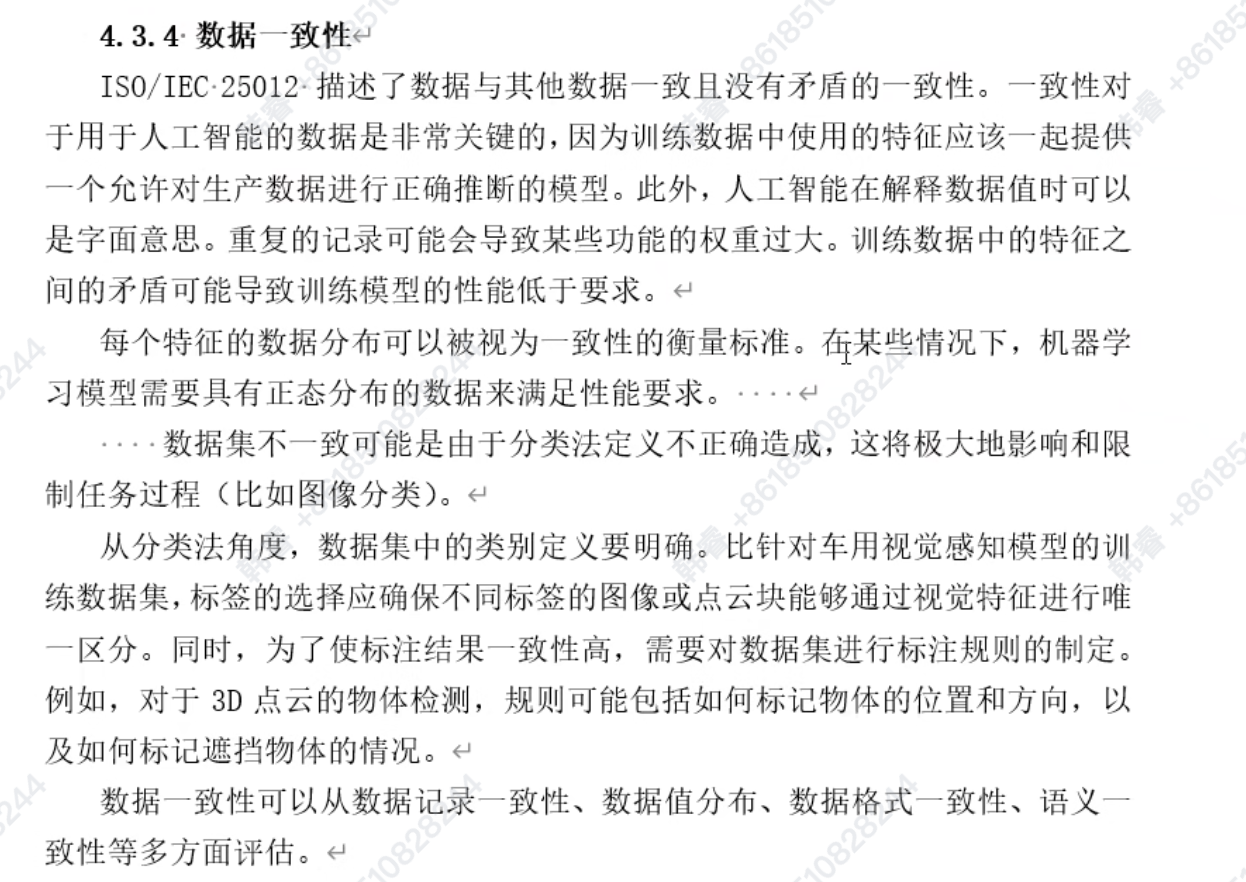 4.3.4 数据一致性
ISO/IEC 25012 描述了数据与其他数据一致且没有矛盾的一致性。一致性对
于用于人工智能的数据是非常关键的,因为训练数据中使用的特征应该一起提供
一个允许对生产数据进行正确推断的模型。此外，人工智能在解释数据值时可以
是字面意思。重复的记录可能会导致某些功能的权重过大。训练数据中的特征之
间的矛盾可能导致训练模型的性能低于要求。
每个特征的数据分布可以被视为一致性的衡量标准。在某些情况下，机器学
习模型需要具有正态分布的数据来满足性能要求。
数据集不一致可能是由于分类法定义不正确造成，这将极大地影响和限
制任务过程（比如图像分类）。
从分类法角度，数据集中的类别定义要明确。比针对车用视觉感知模型的训
练数据集,标签的选择应确保不同标签的图像或点云块能够通过视觉特征进行唯
一区分。同时，为了使标注结果一致性高，需要对数据集进行标注规则的制定。
例如，对于 3D 点云的物体检测，规则可能包括如何标记物体的位置和方向，以
及如何标记遮挡物体的情况。
数据一致性可以从数据记录一致性、数据值分布、数据格式一致性、语义一
致性等多方面评估。